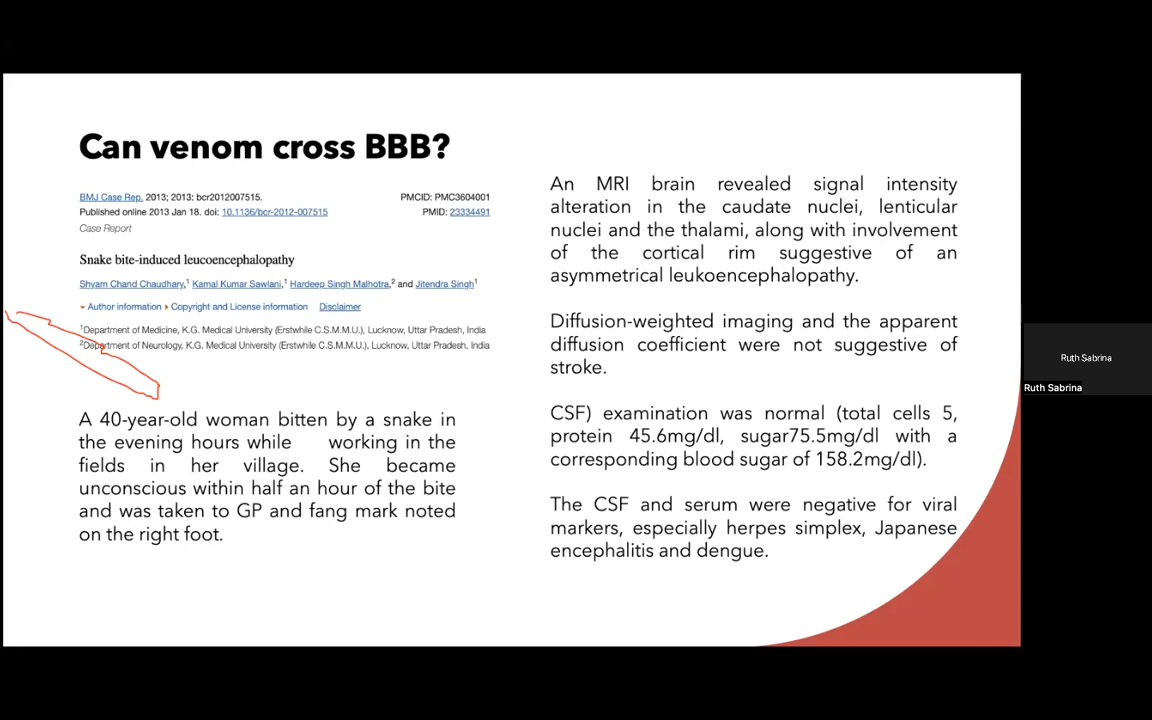 Can venom cross BBB?
BMJ Case Rep. 2013; 2013: bcr2012007515. PMCID: PMC3604001
Published online 2013 Jan 18. doi: 10.1136/bcr-2012-007515 PMID: 23334491
Case Report
Snake bite-induced leucoencephalopathy
Shyam Chand Chaudhary,1 Kamal Kumar Sawlani,1 Hardeep Singh Malhotra,2 and Jitendra Singh1
Author information Copyright and License information Disclaimer
1Department of Medicine, K.G. Medical University (Erstwhile C.S.M.M.U), Lucknow, Uttar Pradesh, India
2Department of Neurology, K.G. Medical University (Erstwhile C.S.M.M.U), Lucknow, Uttar Pradesh, India
A 40-year-old woman bitten by a snake in
the evening hours while working in the
fields in her village. She became
unconscious within half an hour of the bite
and was taken to GP and fang mark noted
on the right foot.
An MRI brain revealed signal intensity
alteration in the caudate nuclei, lenticular
nuclei and the thalami, along with involvement
of the cortical rim suggestive of an
asymmetrical leukoencephalopathy.
Diffusion-weighted imaging and the apparent
diffusion coefficient were not suggestive of
stroke.
CSF) examination was normal (total cells 5,
protein 45.6mg/dl, sugar75.5mg/dl with a
corresponding blood sugar of 158.2mg/dl).
The CSF and serum were negative for viral
markers, especially herpes simplex, Japanese
encephalitis and dengue.
Ruth Sabrina
Ruth Sabrina